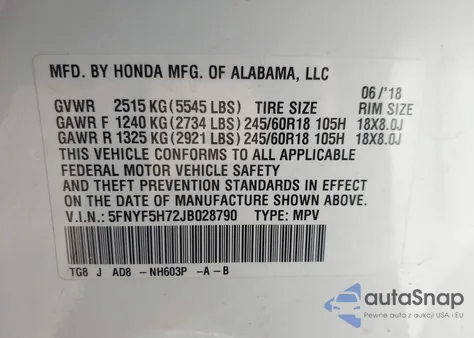 MFD. BY HONDA MFG. OF ALABAMA, LLC
06/'18
GVWR 2515 KG (5545 LBS) TIRE SIZE RIM SIZE
GAWR F 1240 KG (2734 LBS) 245/60R18 105H 18X8.0J
GAWR R 1325 KG (2921 LBS) 245/60R18 105H 18X8.0J
THIS VEHICLE CONFORMS TO ALL APPLICABLE
FEDERAL MOTOR VEHICLE SAFETY
AND THEFT PREVENTION STANDARDS IN EFFECT
ON THE DATE OF MANUFACTURE SHOWN ABOVE.
V.I.N.: 5FNYF5H72JB028790 TYPE: MPV
TG8 J AD8 -NH603P -A-B
autoSnap
Pewne auto z aukcji USA i EU